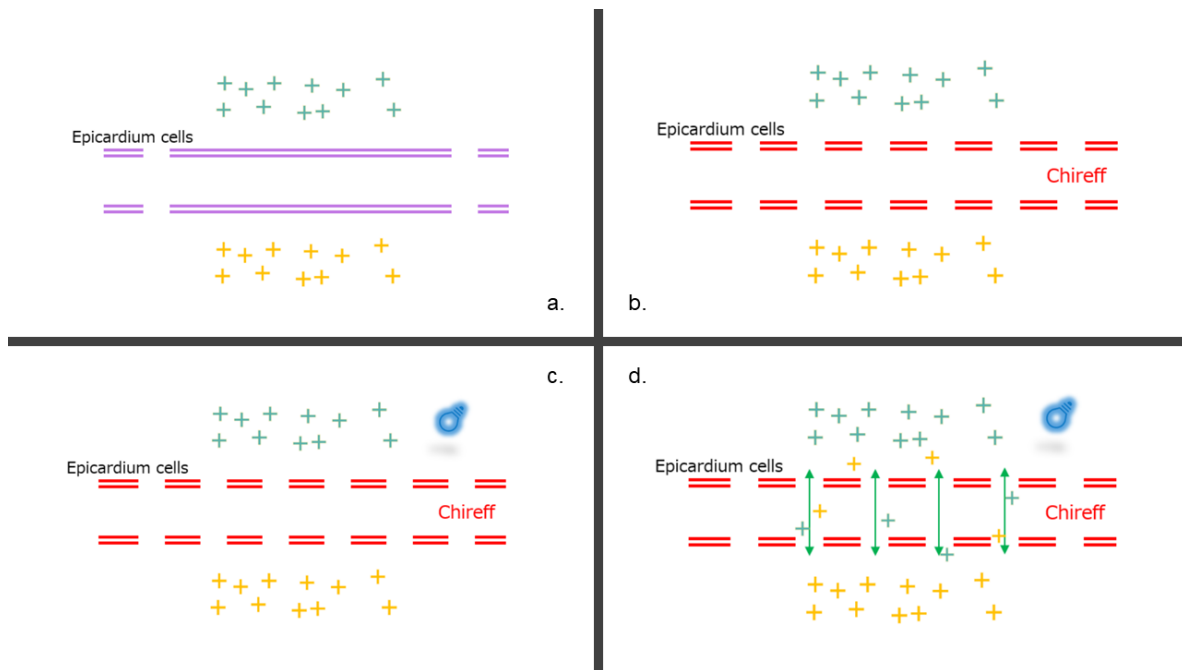 Epicardium cells
a.
Epicardium cells
Chireff
b.
c.
Epicardium cells
Chireff
d.
Epicardium cells
Chireff